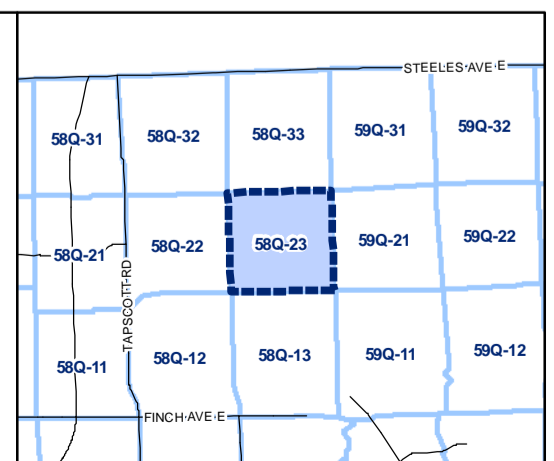 STEELES AVE E
58Q-31
58Q-32
58Q-33
59Q-31
59Q-32
58Q-21
58Q-22
58Q-23
59Q-21
59Q-22
TAPSCOTT RD
58Q-11
58Q-12
58Q-13
59Q-11
59Q-12
FINCH AVE E